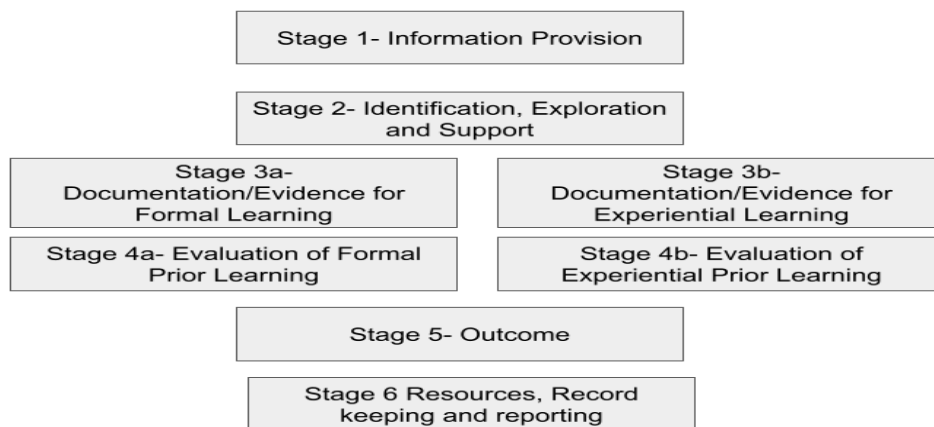 Stage 1- Information Provision
Stage 2- Identification, Exploration
and Support
Stage 3a-
Documentation/Evidence for
Formal Learning
Stage 3b-
Documentation/Evidence for
Experiential Learning
Stage 4a- Evaluation of Formal
Prior Learning
Stage 4b- Evaluation of
Experiential Prior Learning
Stage 5- Outcome
Stage 6 Resources, Record
keeping and reporting